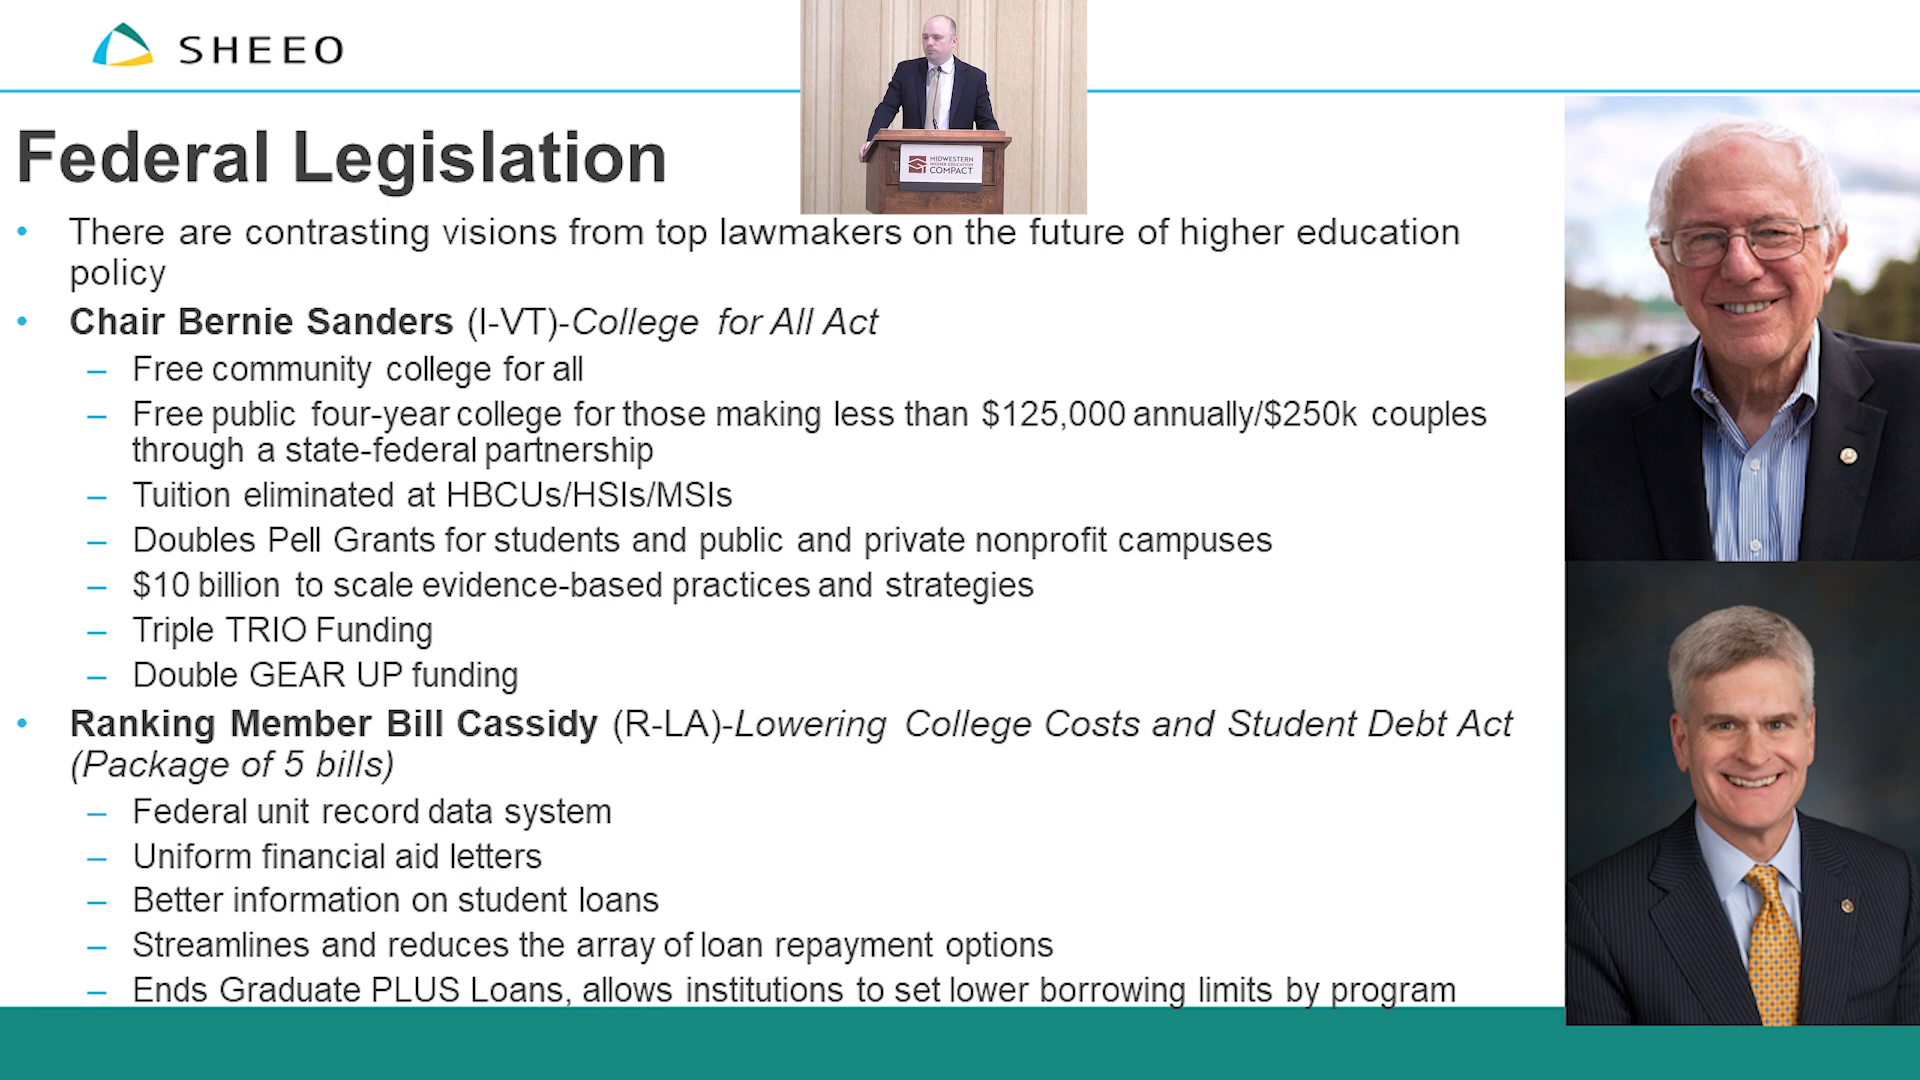 SHEEO
MIDWESTERN
HIGHER EDUCATION
COMPACT
Federal Legislation
• There are contrasting visions from top lawmakers on the future of higher education
policy
• Chair Bernie Sanders (I-VT)-College for All Act
– Free community college for all
– Free public four-year college for those making less than $125,000 annually/$250k couples
through a state-federal partnership
– Tuition eliminated at HBCUs/HSIs/MSIs
– Doubles Pell Grants for students and public and private nonprofit campuses
– $10 billion to scale evidence-based practices and strategies
– Triple TRIO Funding
– Double GEAR UP funding
• Ranking Member Bill Cassidy (R-LA)-Lowering College Costs and Student Debt Act
(Package of 5 bills)
– Federal unit record data system
– Uniform financial aid letters
– Better information on student loans
– Streamlines and reduces the array of loan repayment options
– Ends Graduate PLUS Loans, allows institutions to set lower borrowing limits by program